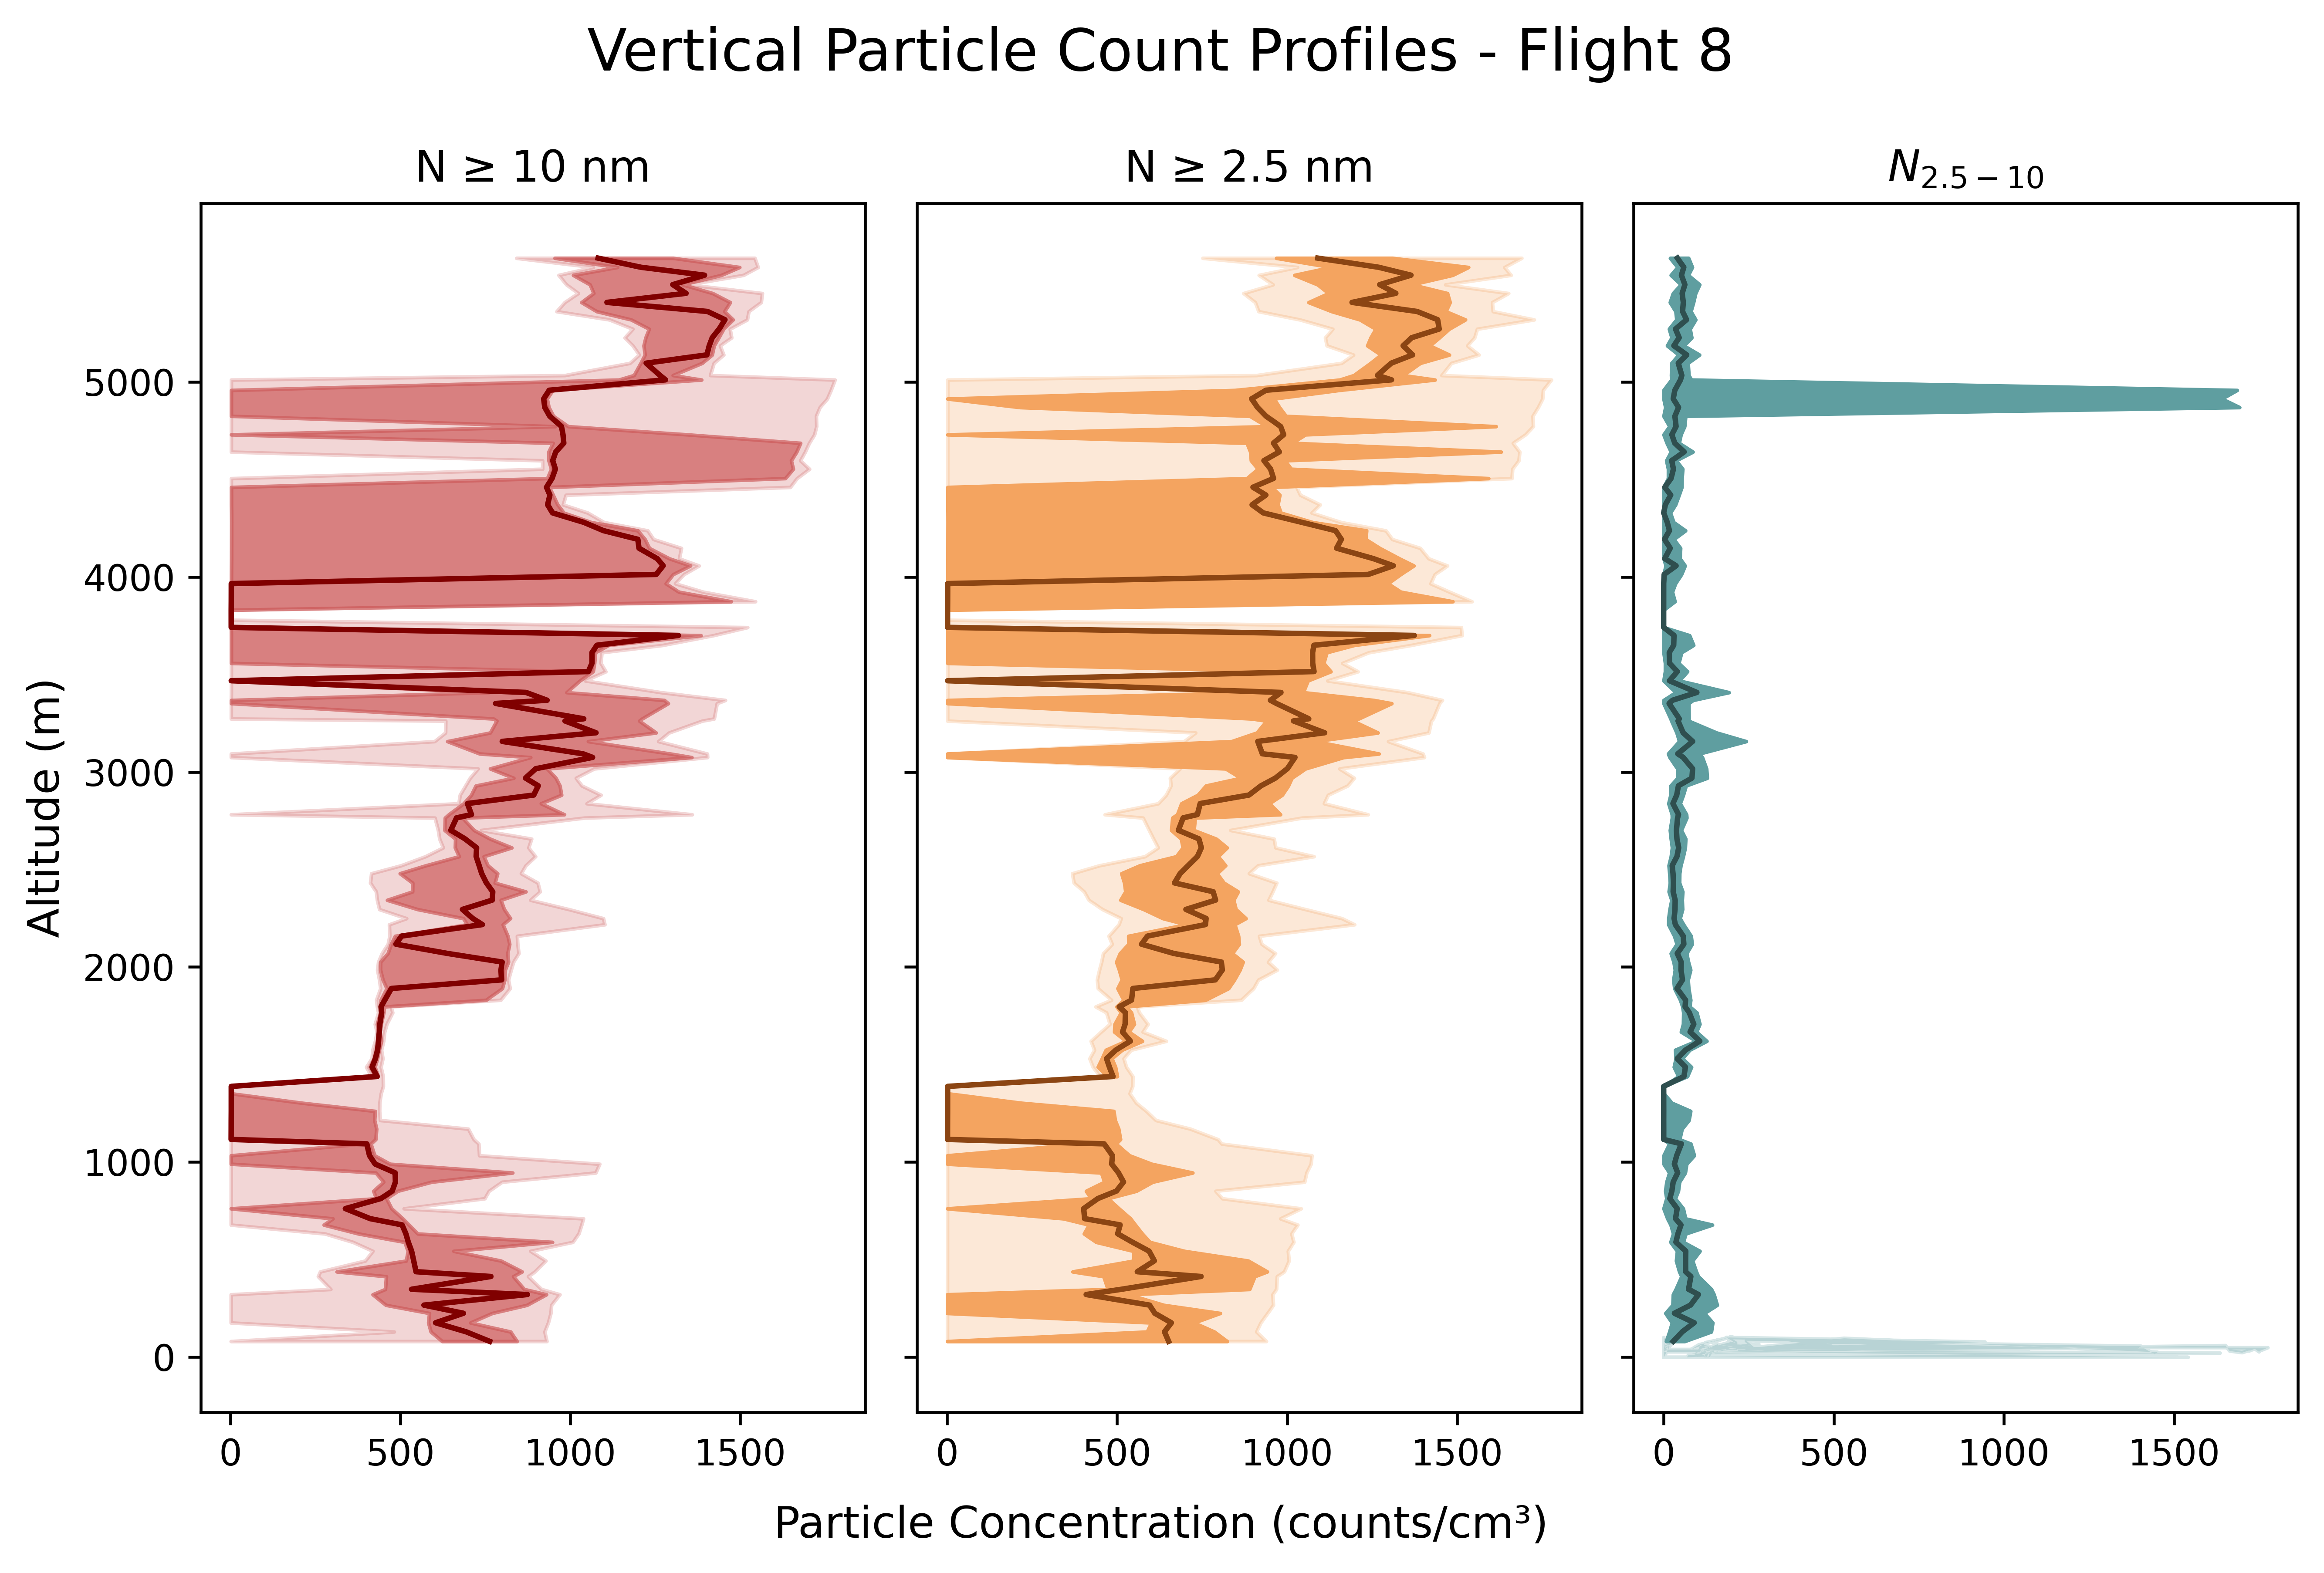 Vertical Particle Count Profiles - Flight 8
N ≥ 10 nm
N ≥ 2.5 nm
N2.5−10
Altitude (m)
5000
4000
3000
2000
1000
0
0 500 1000 1500
0 500 1000 1500
0 500 1000 1500
Particle Concentration (counts/cm³)